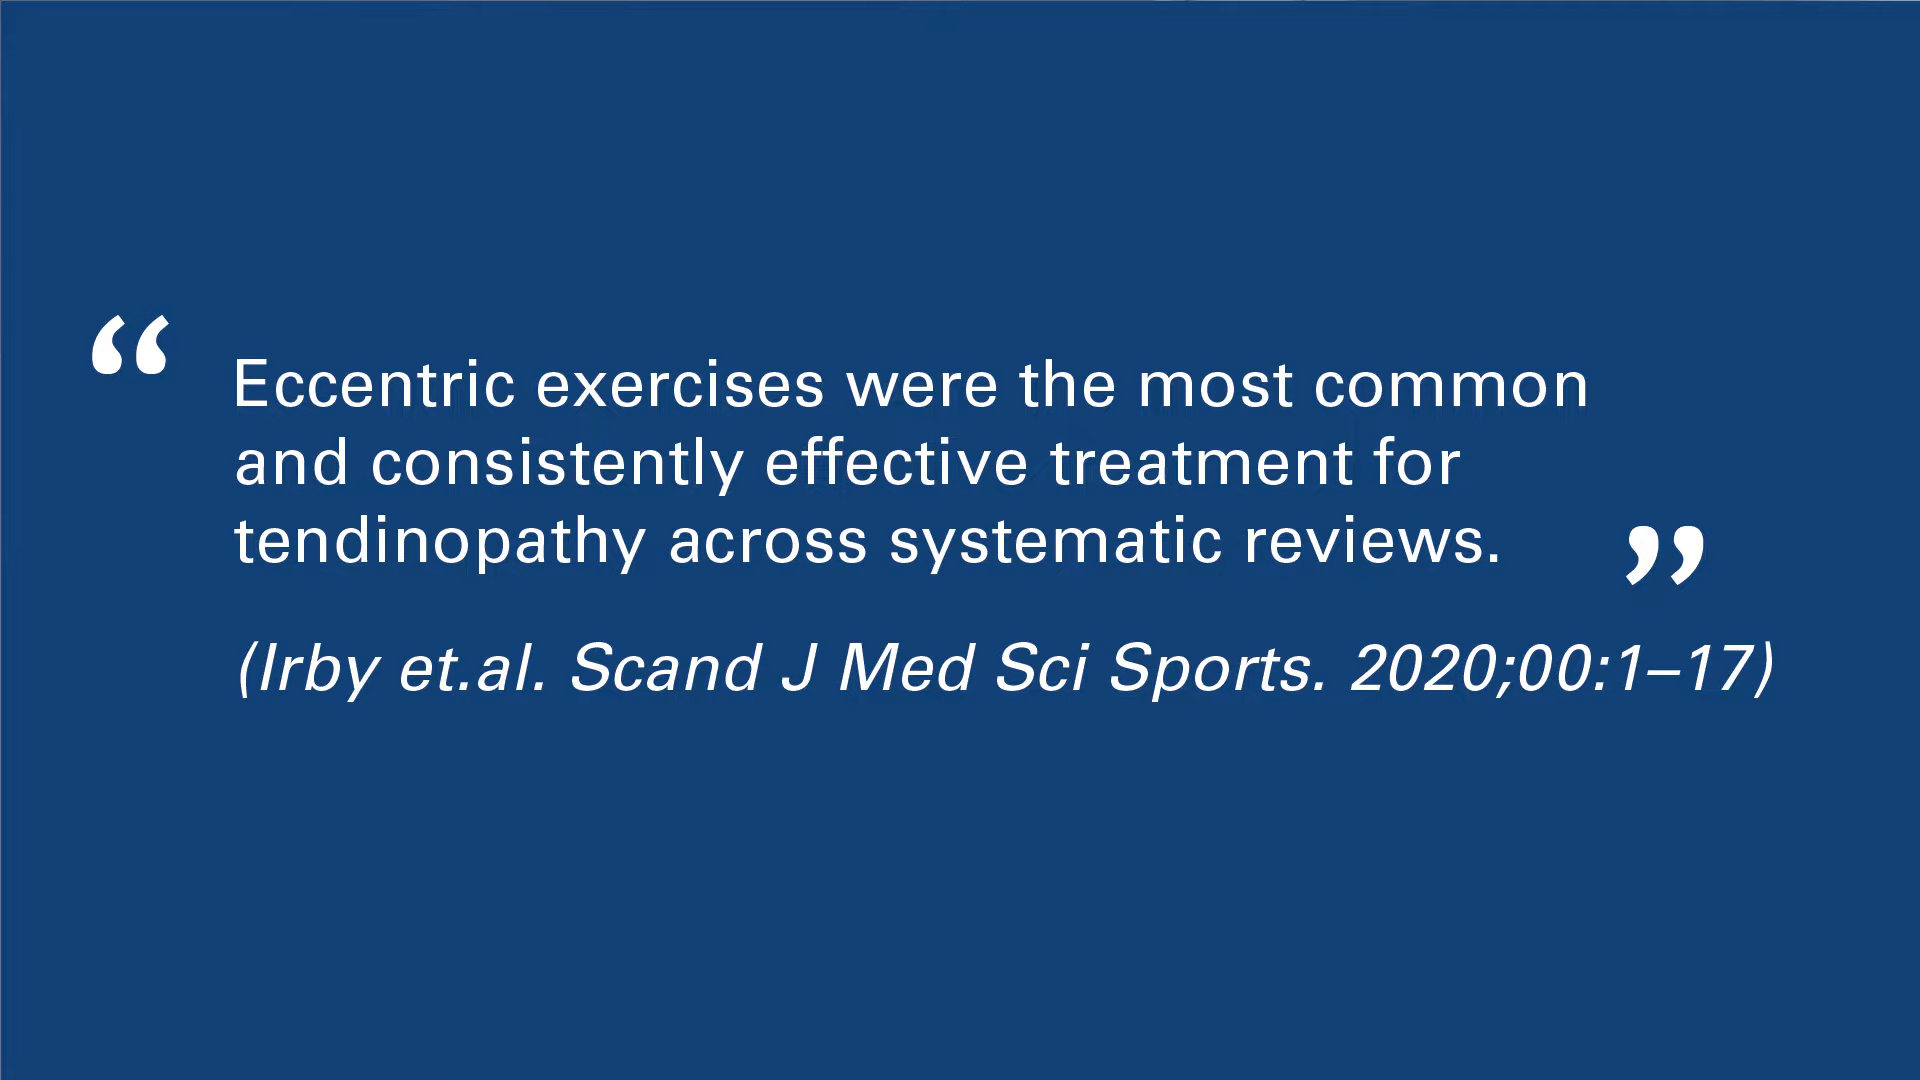 “ Eccentric exercises were the most common
and consistently effective treatment for
tendinopathy across systematic reviews. ”
(Irby et.al. Scand J Med Sci Sports. 2020;00:1–17)